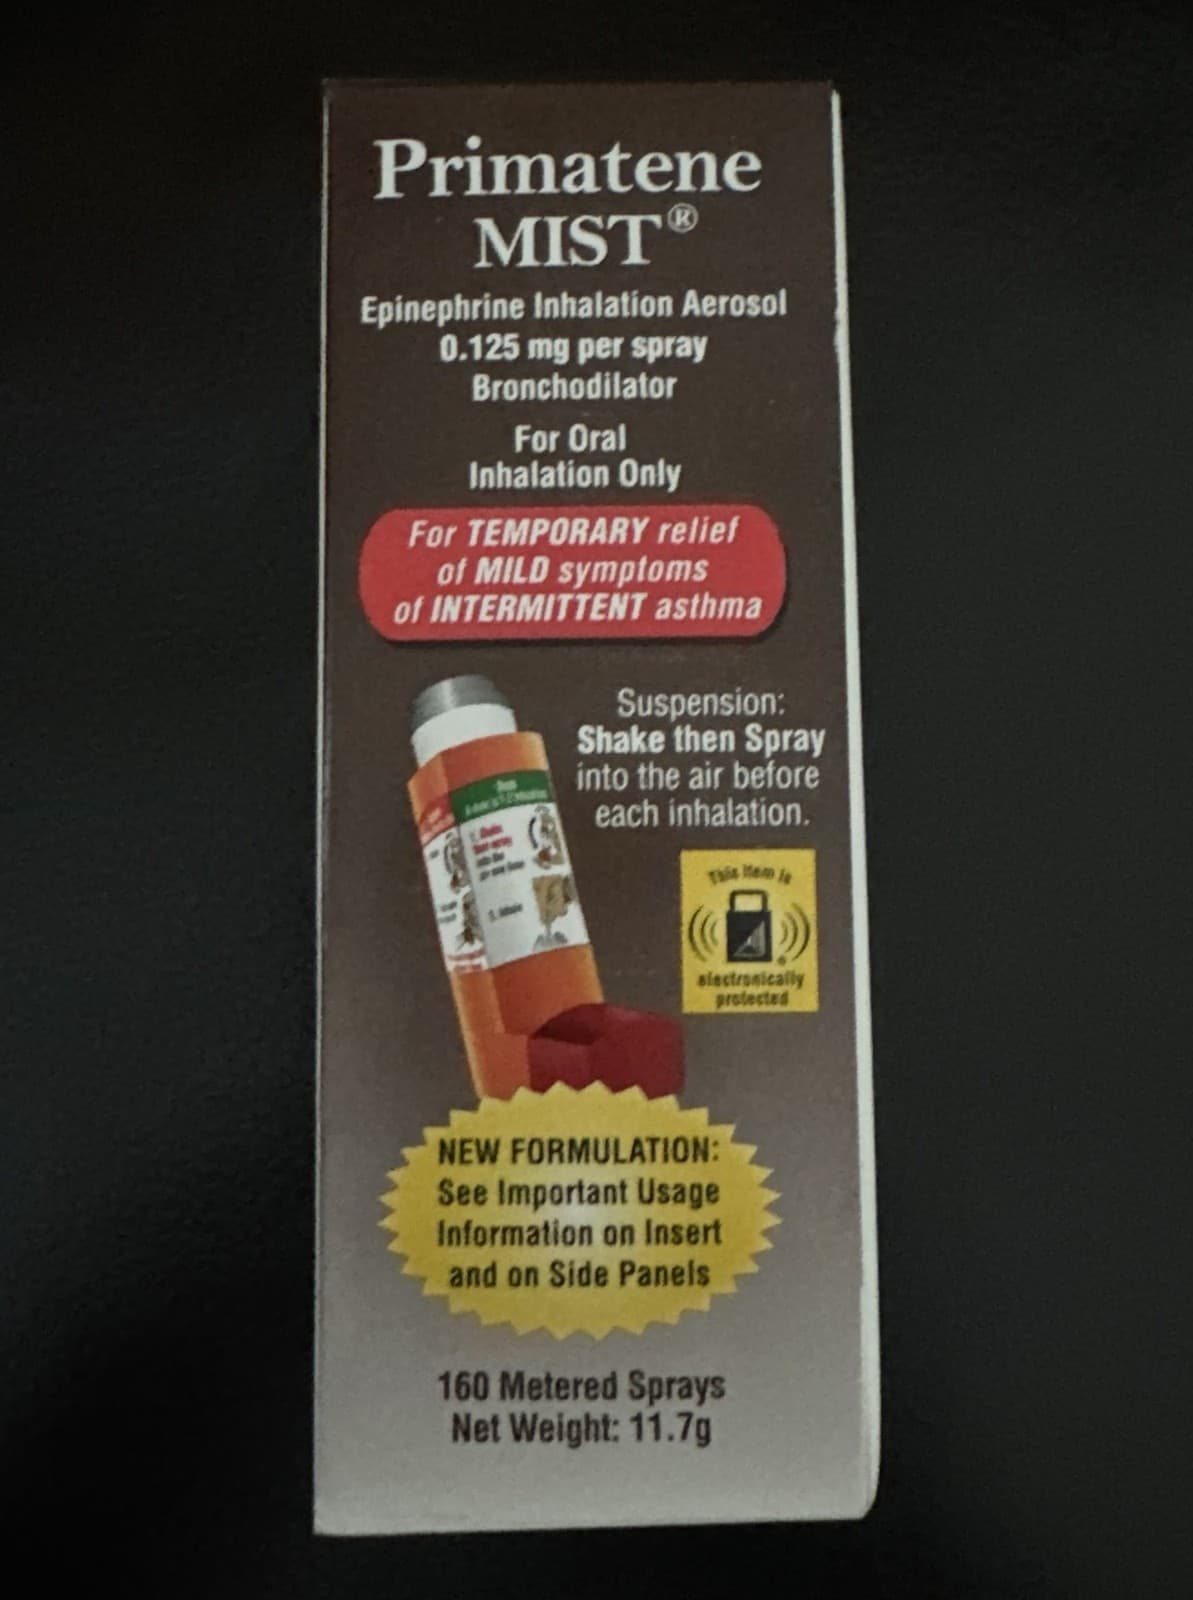 Primatene
MIST®
Epinephrine Inhalation Aerosol
0.125 mg per spray
Bronchodilator
For Oral
Inhalation Only
For TEMPORARY relief
of MILD symptoms
of INTERMITTENT asthma
Suspension:
Shake then Spray
into the air before
each inhalation.
This item is
electronically
protected
NEW FORMULATION:
See Important Usage
Information on Insert
and on Side Panels
160 Metered Sprays
Net Weight: 11.7g